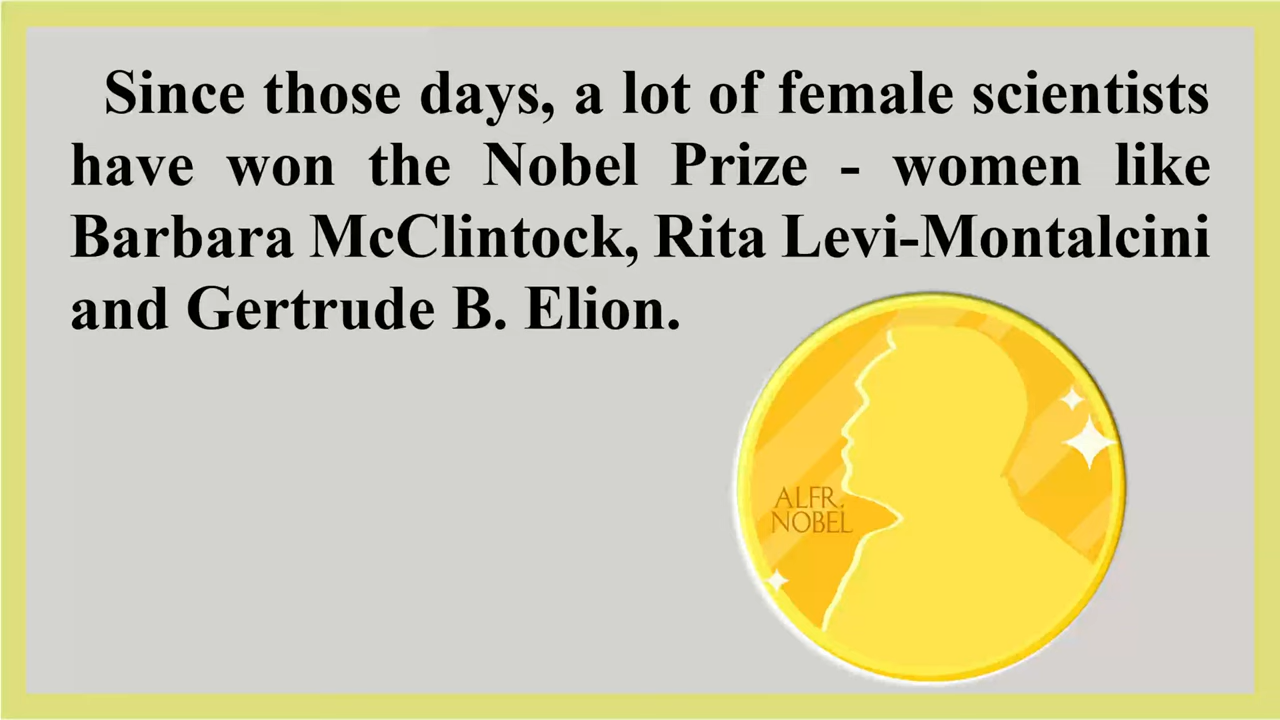 Since those days, a lot of female scientists
have won the Nobel Prize - women like
Barbara McClintock, Rita Levi-Montalcini
and Gertrude B. Elion.
ALFR.
NOBEL